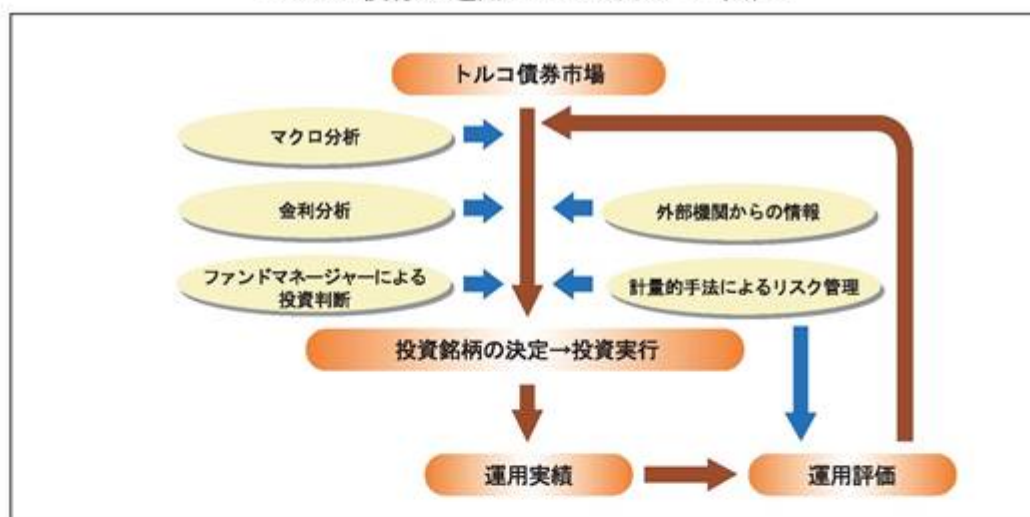 トルコ債券市場
マクロ分析
金利分析
外部機関からの情報
ファンドマネージャーによる
投資判断
計量的手法によるリスク管理
投資銘柄の決定→投資実行
運用実績
運用評価